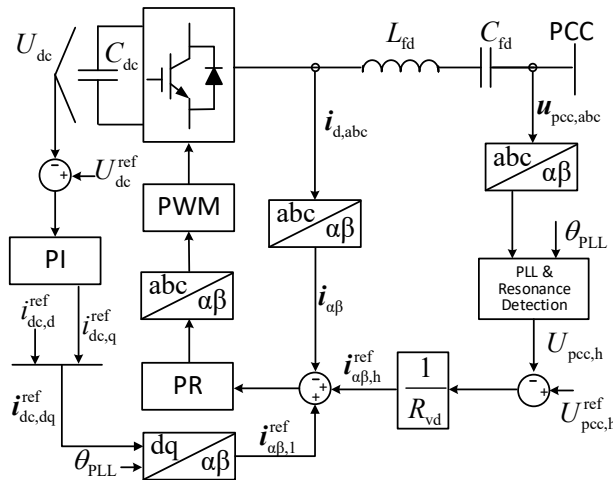 U_dc
C_dc
L_fd
C_fd
PCC
i_d,abc
u_pcc,abc
- +
U_dc^ref
PWM
abc
αβ
abc
αβ
θ_PLL
PI
abc
αβ
PLL &
Resonance
Detection
i_dc,d^ref
i_dc,q^ref
i_αβ
U_pcc,h
PR
- + +
i_αβ,h^ref
1
R_vd
- +
U_pcc,h^ref
i_dc,dq^ref
θ_PLL
dq
αβ
i_αβ,1^ref